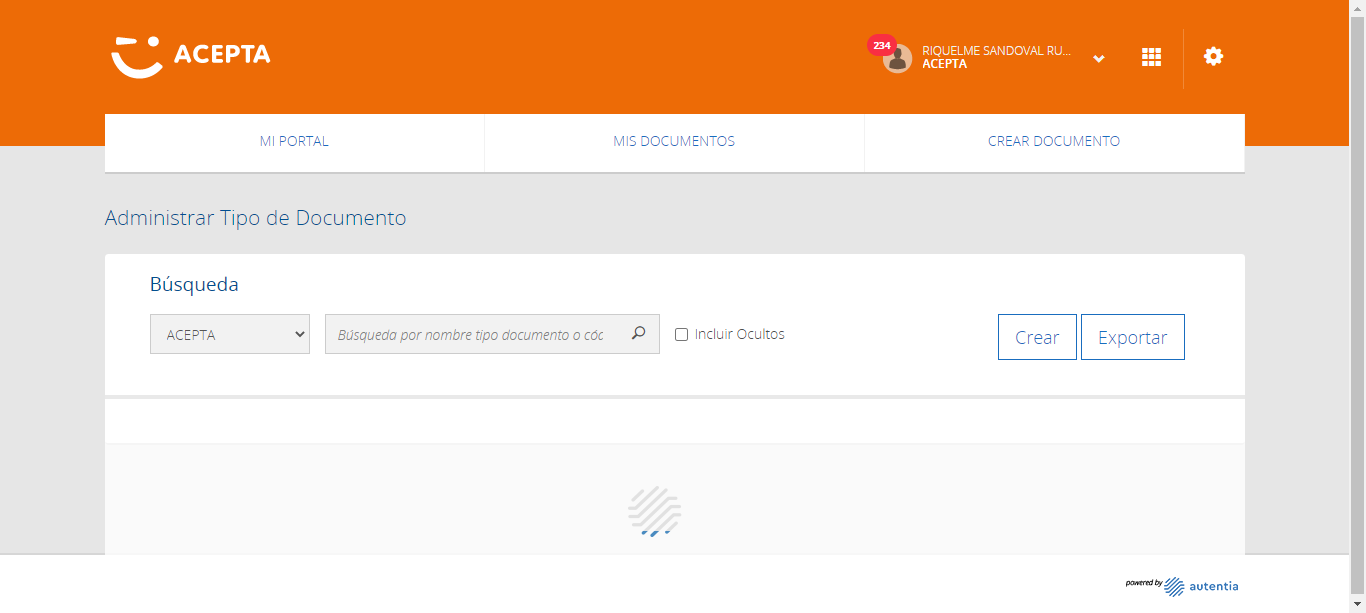 ACEPTA
234
RIQUELME SANDOVAL RU...
ACEPTA
MI PORTAL
MIS DOCUMENTOS
CREAR DOCUMENTO
Administrar Tipo de Documento
Búsqueda
ACEPTA
Búsqueda por nombre tipo documento o cóc
Incluir Ocultos
Crear
Exportar
powered by autentia